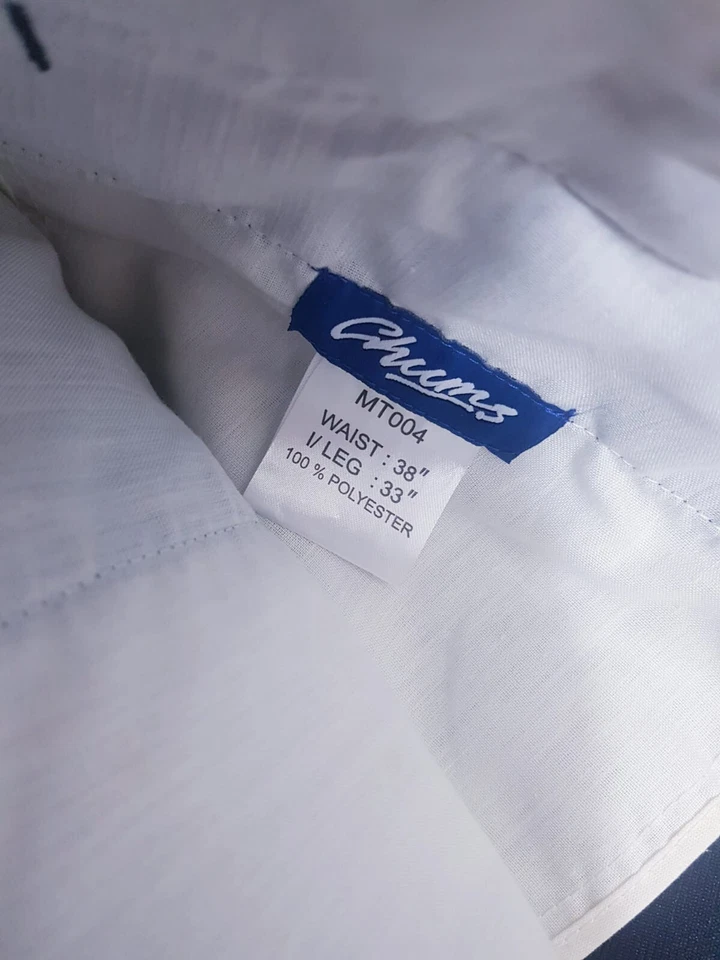 Chums
MT004
WAIST : 38"
I/ LEG : 33"
100 % POLYESTER